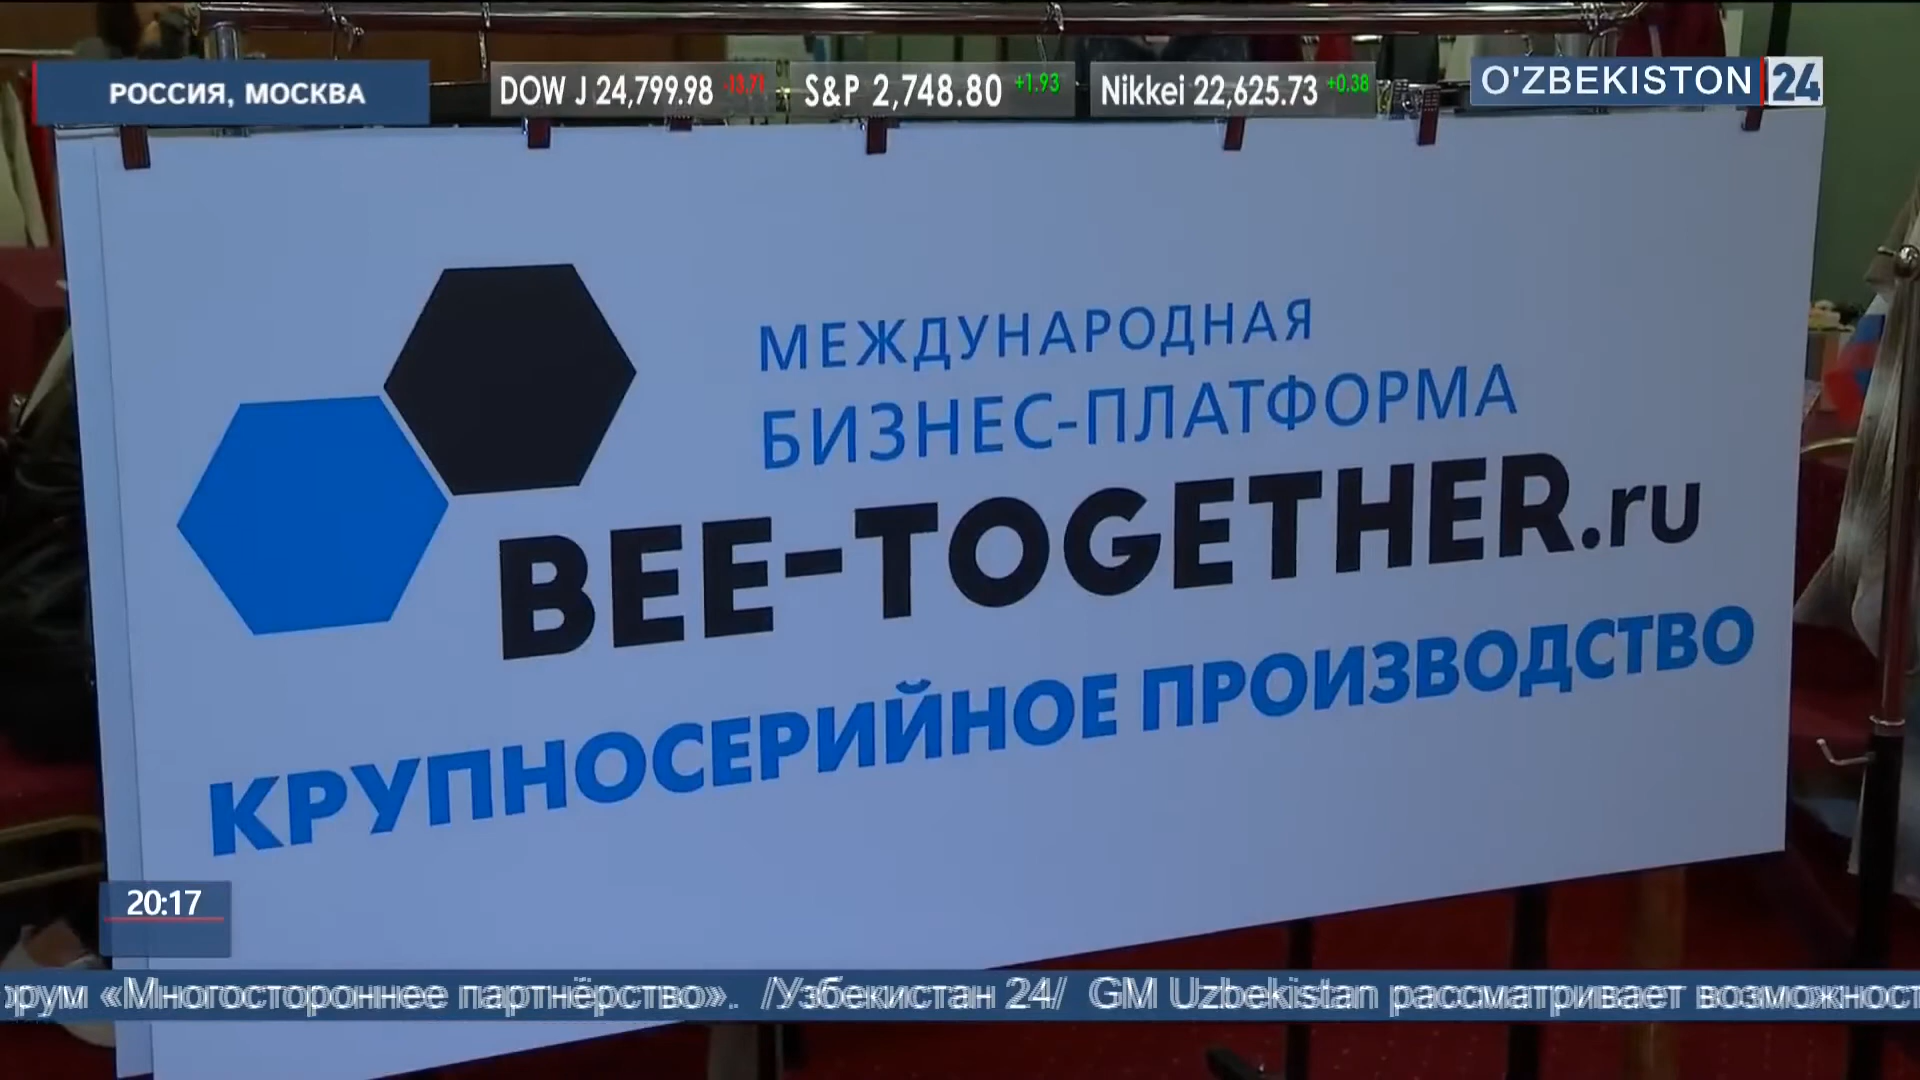 РОССИЯ, МОСКВА
DOW J 24,799.98 -13.71 S&P 2,748.80 +1.93 Nikkei 22,625.73 +0.38
O'ZBEKISTON 24
МЕЖДУНАРОДНАЯ
БИЗНЕС-ПЛАТФОРМА
BEE-TOGETHER.ru
КРУПНОСЕРИЙНОЕ ПРОИЗВОДСТВО
20:17
«Многостороннее партнёрство». /Узбекистан 24/ GM Uzbekistan рассматривает